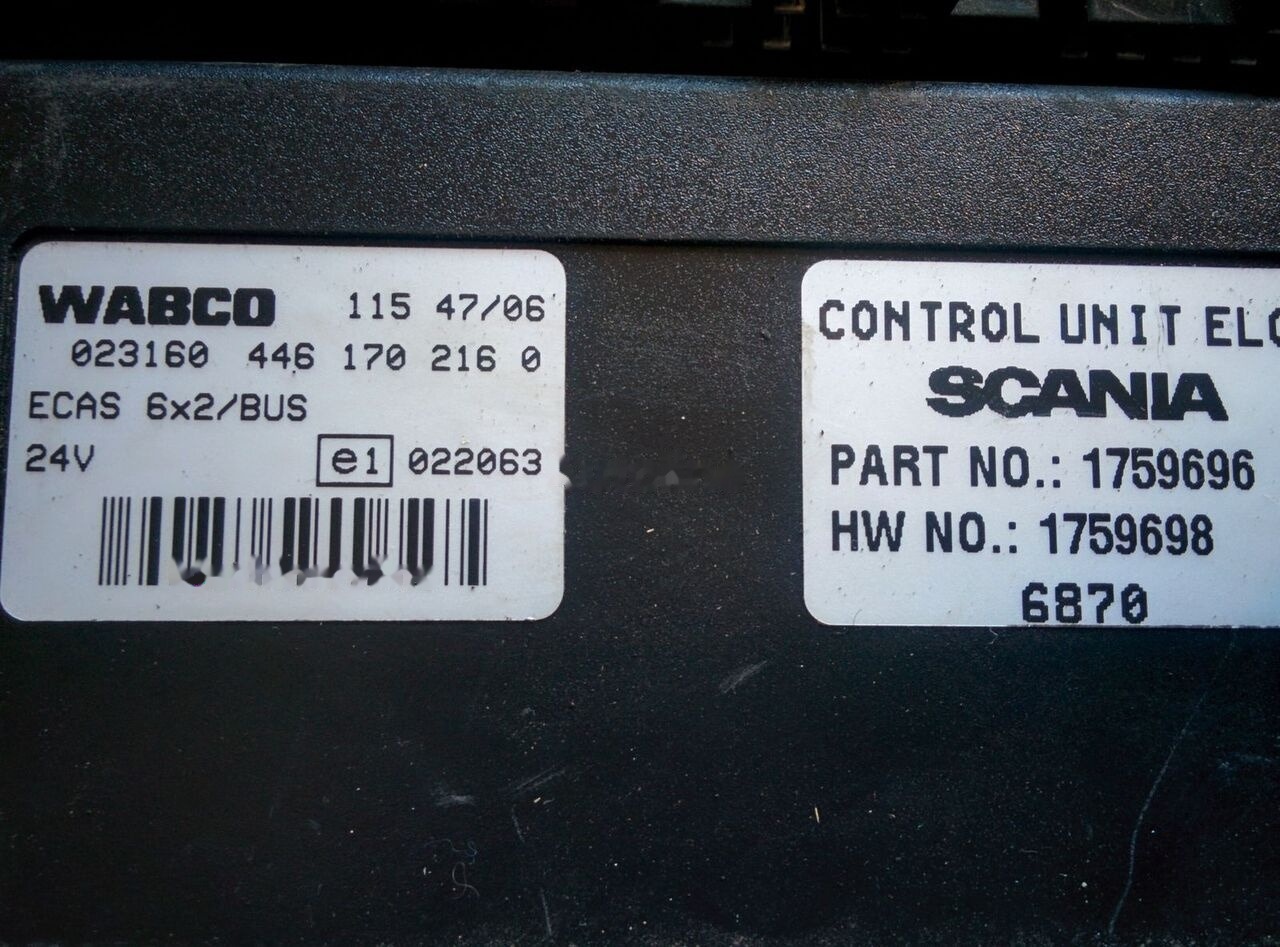 WABCO 115 47/06
023160 446 170 216 0
ECAS 6x2/BUS
24V e1 022063
CONTROL UNIT ELC
SCANIA
PART NO.: 1759696
HW NO.: 1759698
6870